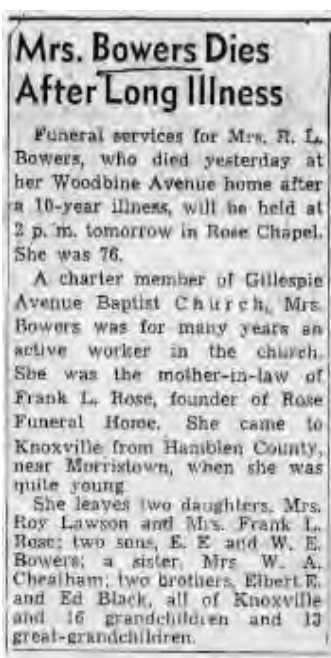 Mrs. Bowers Dies
After Long Illness
Funeral services for Mrs. R. L.
Bowers, who died yesterday at
her Woodbine Avenue home after
a 10-year illness, will be held at
2 p. m. tomorrow in Rose Chapel.
She was 76.
A charter member of Gillespie
Avenue Baptist Church, Mrs.
Bowers was for many years an
active worker in the church.
She was the mother-in-law of
Frank L. Rose, founder of Rose
Funeral Home. She came to
Knoxville from Hamblen County,
near Morristown, when she was
quite young.
She leaves two daughters, Mrs.
Roy Lawson and Mrs. Frank L.
Rose; two sons, E. E. and W. E.
Bowers; a sister, Mrs. W. A.
Cheatham; two brothers, Elbert E.
and Ed Black, all of Knoxville
and 16 grandchildren and 13
great-grandchildren.